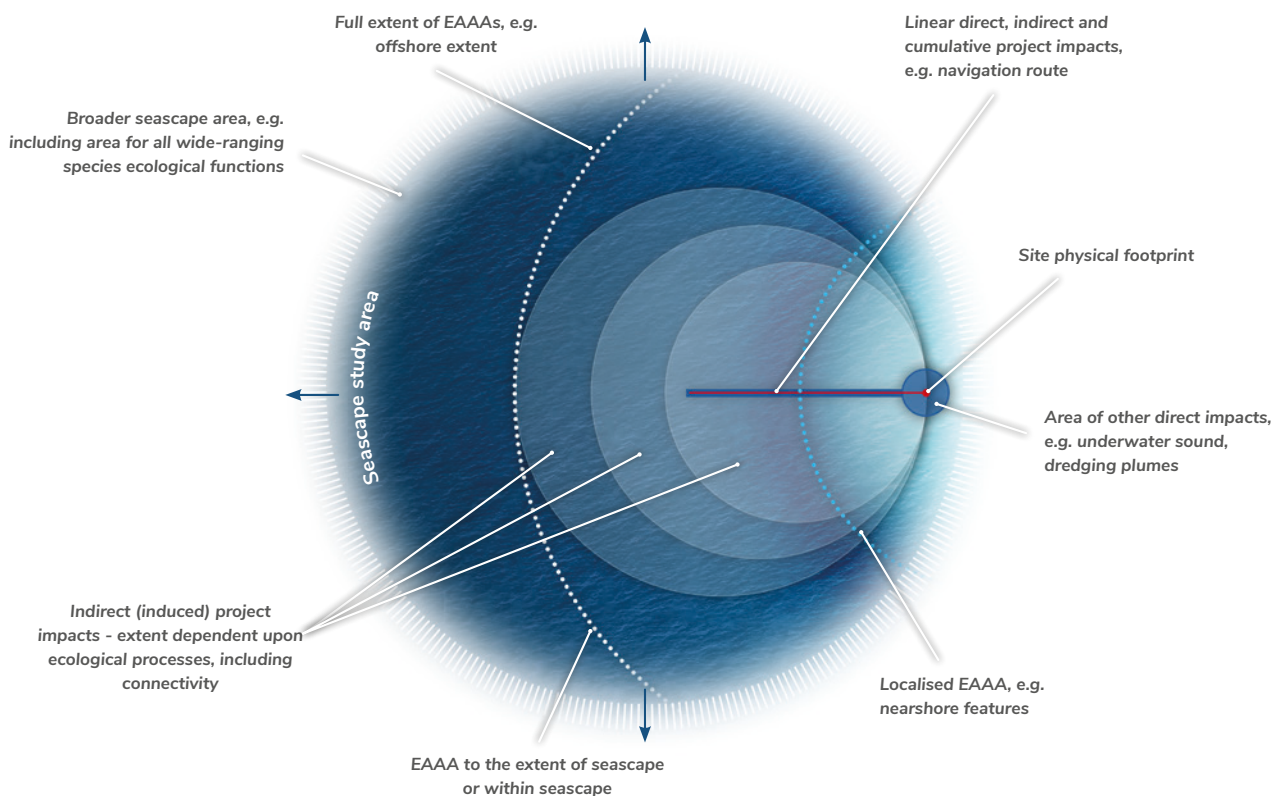 Full extent of EAAAs, e.g.
offshore extent
Linear direct, indirect and
cumulative project impacts,
e.g. navigation route
Broader seascape area, e.g.
including area for all wide-ranging
species ecological functions
Site physical footprint
Seascape study area
Area of other direct impacts,
e.g. underwater sound,
dredging plumes
Indirect (induced) project
impacts - extent dependent upon
ecological processes, including
connectivity
Localised EAAA, e.g.
nearshore features
EAAA to the extent of seascape
or within seascape